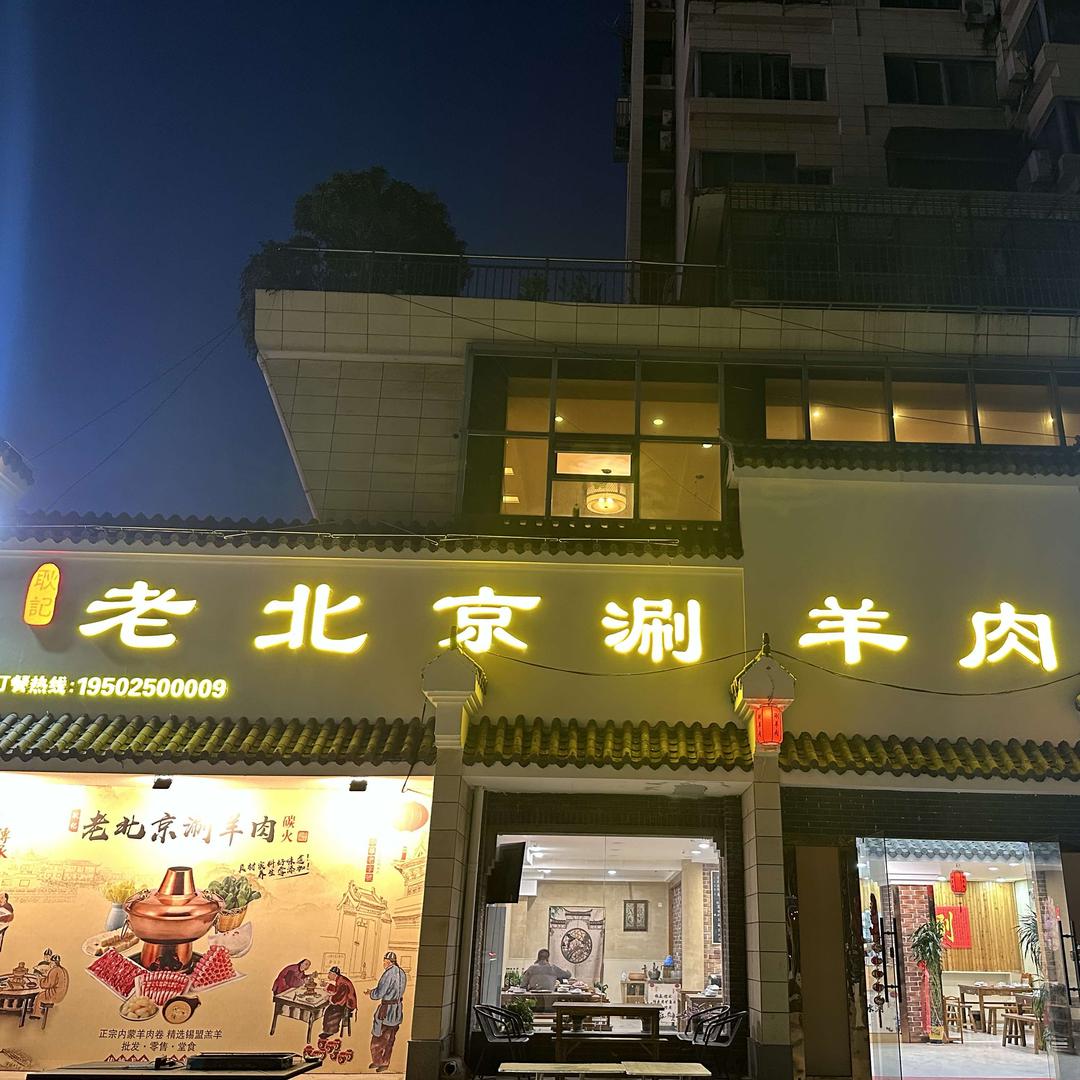 耿記
老北京涮羊肉
订餐热线:19502500009
老北京涮羊肉
碳火
正宗内蒙羊肉卷 精选锡盟羔羊
批发·零售·堂食
涮